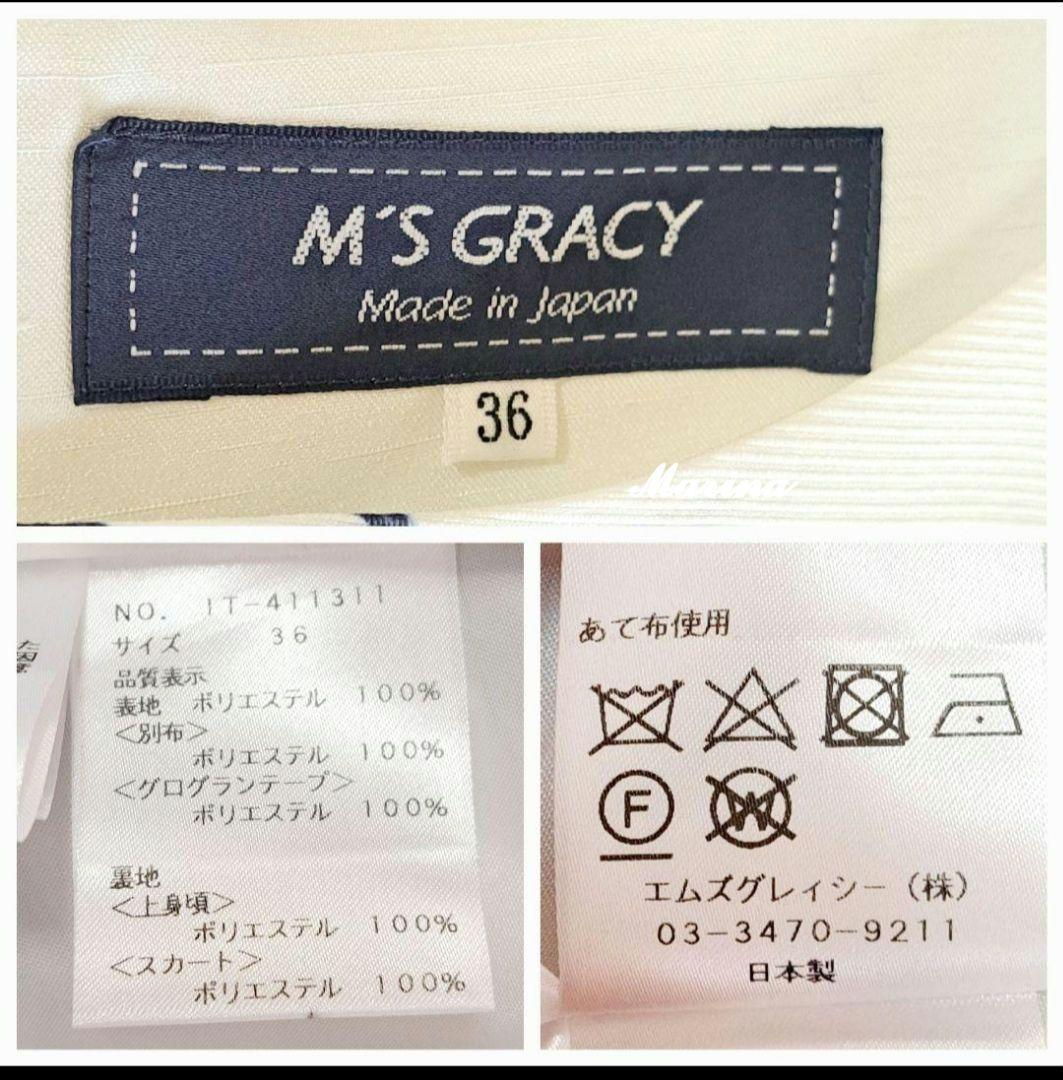 M'S GRACY
Made in Japan
36
Marina
NO. IT-411311
サイズ 36
品質表示
表地 ポリエステル 100%
<別布>
ポリエステル 100%
<グログランテープ>
ポリエステル 100%
裏地
<上身頃>
ポリエステル 100%
<スカート>
ポリエステル 100%
あて布使用
F
W
エムズグレィシー(株)
03-3470-9211
日本製